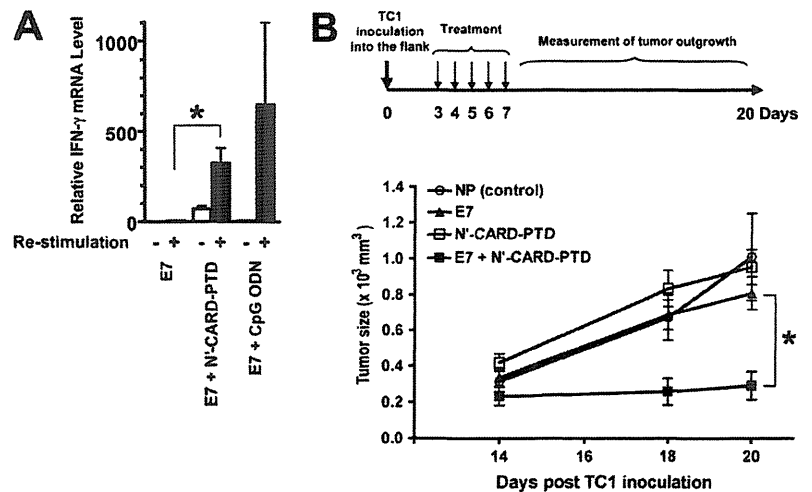 A
Relative IFN-γ mRNA Level
1000
500
0
*
Re-stimulation - + - + - +
E7
E7 + N'-CARD-PTD
E7 + CpG ODN
B
TC1
inoculation
into the flank
Treatment
Measurement of tumor outgrowth
0 3 4 5 6 7 20 Days
Tumor size (x 10³ mm³)
1.4
1.2
1.0
0.8
0.6
0.4
0.2
0.0
NP (control)
E7
N'-CARD-PTD
E7 + N'-CARD-PTD
*
14 16 18 20
Days post TC1 inoculation